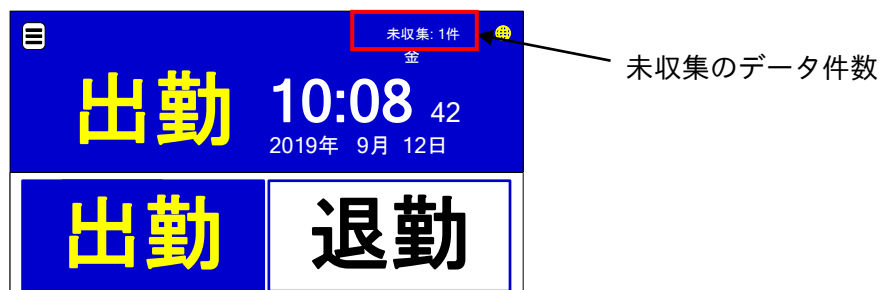 未収集: 1件
金
出勤
10:08 42
2019年 9月 12日
出勤
退勤
未収集のデータ件数